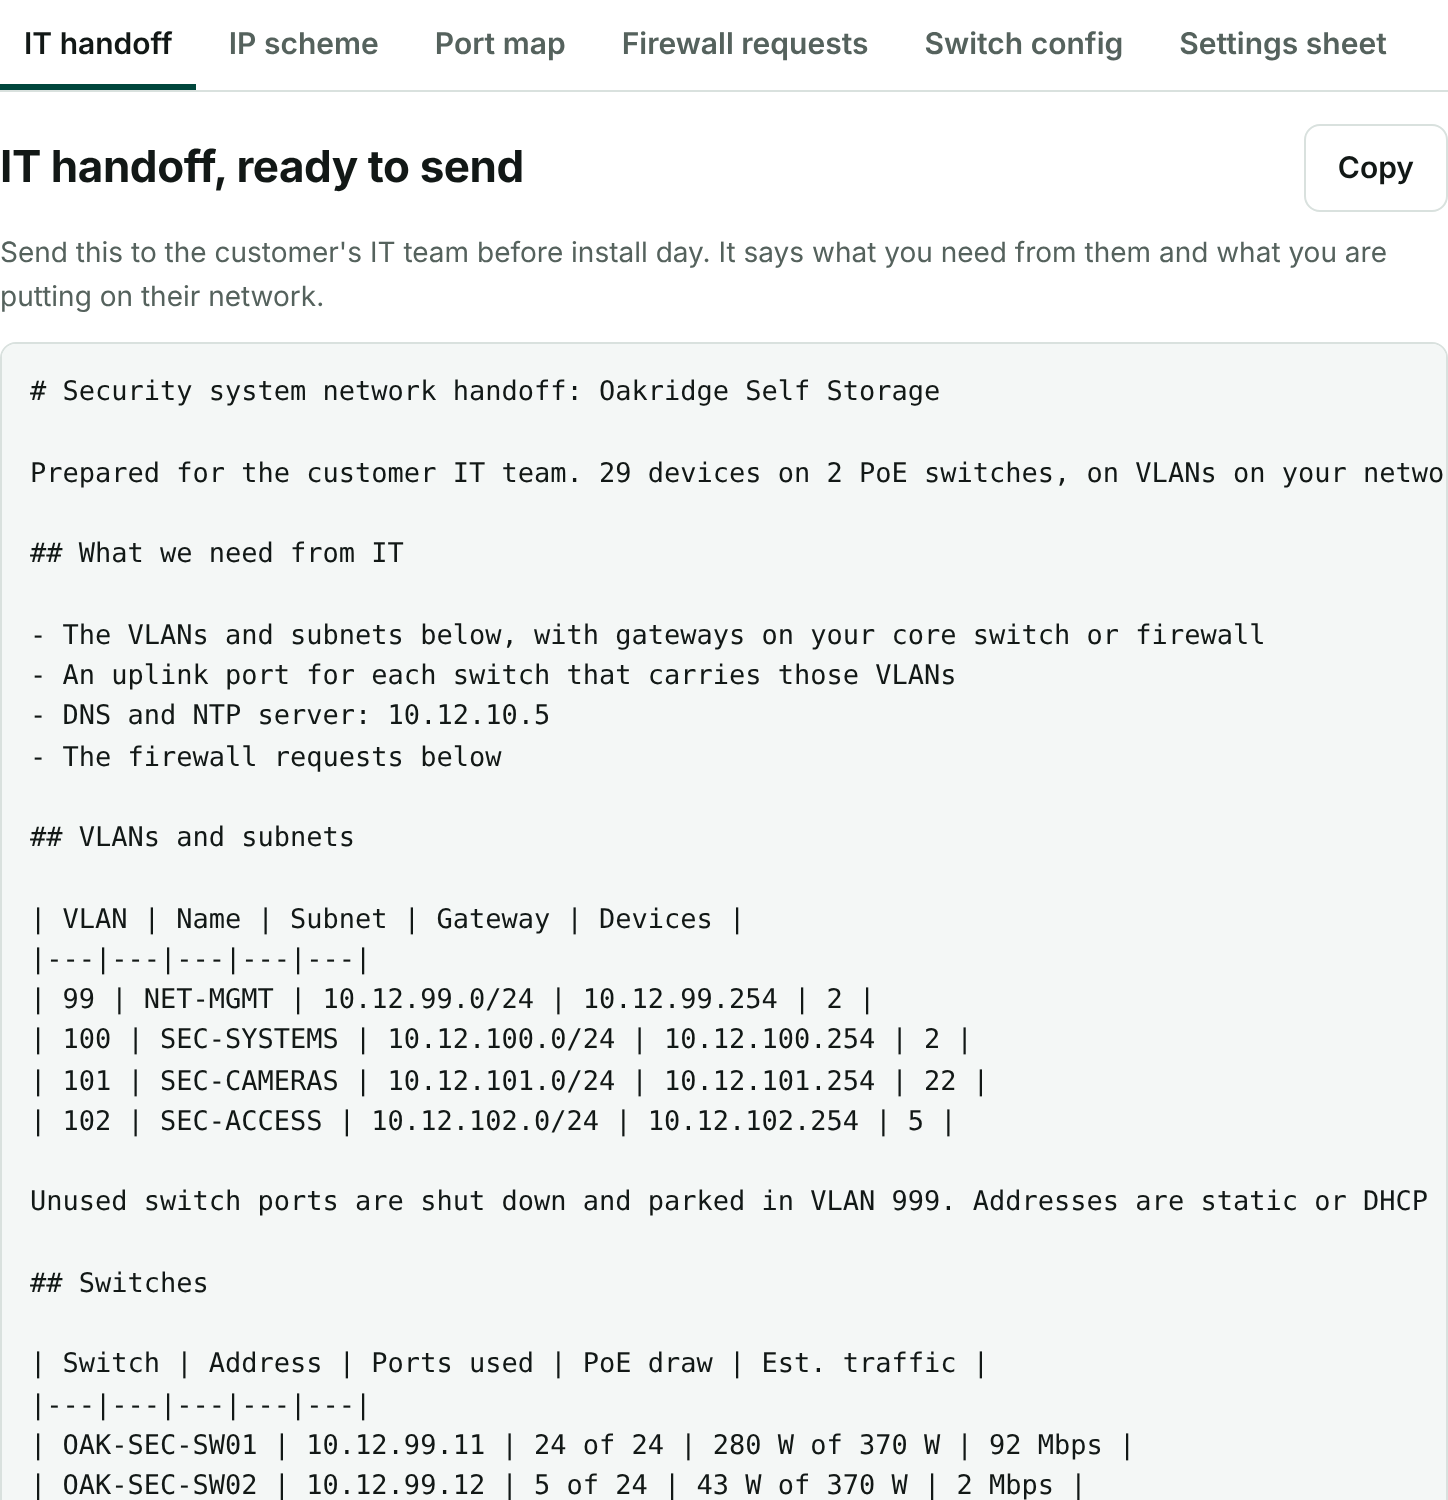 IT handoff IP scheme Port map Firewall requests Switch config Settings sheet
IT handoff, ready to send
Copy
Send this to the customer's IT team before install day. It says what you need from them and what you are
putting on their network.
# Security system network handoff: Oakridge Self Storage
Prepared for the customer IT team. 29 devices on 2 PoE switches, on VLANs on your netwo
## What we need from IT
- The VLANs and subnets below, with gateways on your core switch or firewall
- An uplink port for each switch that carries those VLANs
- DNS and NTP server: 10.12.10.5
- The firewall requests below
## VLANs and subnets
| VLAN | Name | Subnet | Gateway | Devices |
|---|---|---|---|---|
| 99 | NET-MGMT | 10.12.99.0/24 | 10.12.99.254 | 2 |
| 100 | SEC-SYSTEMS | 10.12.100.0/24 | 10.12.100.254 | 2 |
| 101 | SEC-CAMERAS | 10.12.101.0/24 | 10.12.101.254 | 22 |
| 102 | SEC-ACCESS | 10.12.102.0/24 | 10.12.102.254 | 5 |
Unused switch ports are shut down and parked in VLAN 999. Addresses are static or DHCP
## Switches
| Switch | Address | Ports used | PoE draw | Est. traffic |
|---|---|---|---|---|
| OAK-SEC-SW01 | 10.12.99.11 | 24 of 24 | 280 W of 370 W | 92 Mbps |
| OAK-SEC-SW02 | 10.12.99.12 | 5 of 24 | 43 W of 370 W | 2 Mbps |